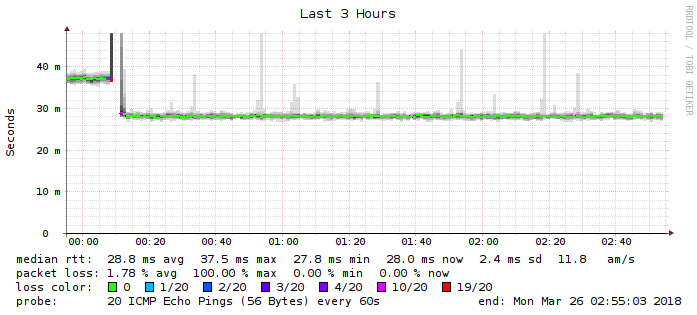 Last 3 Hours
RRDTOOL / TOBI OETIKER
Seconds
40 m
30 m
20 m
10 m
0
00:00 00:20 00:40 01:00 01:20 01:40 02:00 02:20 02:40
median rtt: 28.8 ms avg 37.5 ms max 27.8 ms min 28.0 ms now 2.4 ms sd 11.8 am/s
packet loss: 1.78 % avg 100.00 % max 0.00 % min 0.00 % now
loss color: 0 1/20 2/20 3/20 4/20 10/20 19/20
probe: 20 ICMP Echo Pings (56 Bytes) every 60s end: Mon Mar 26 02:55:03 2018